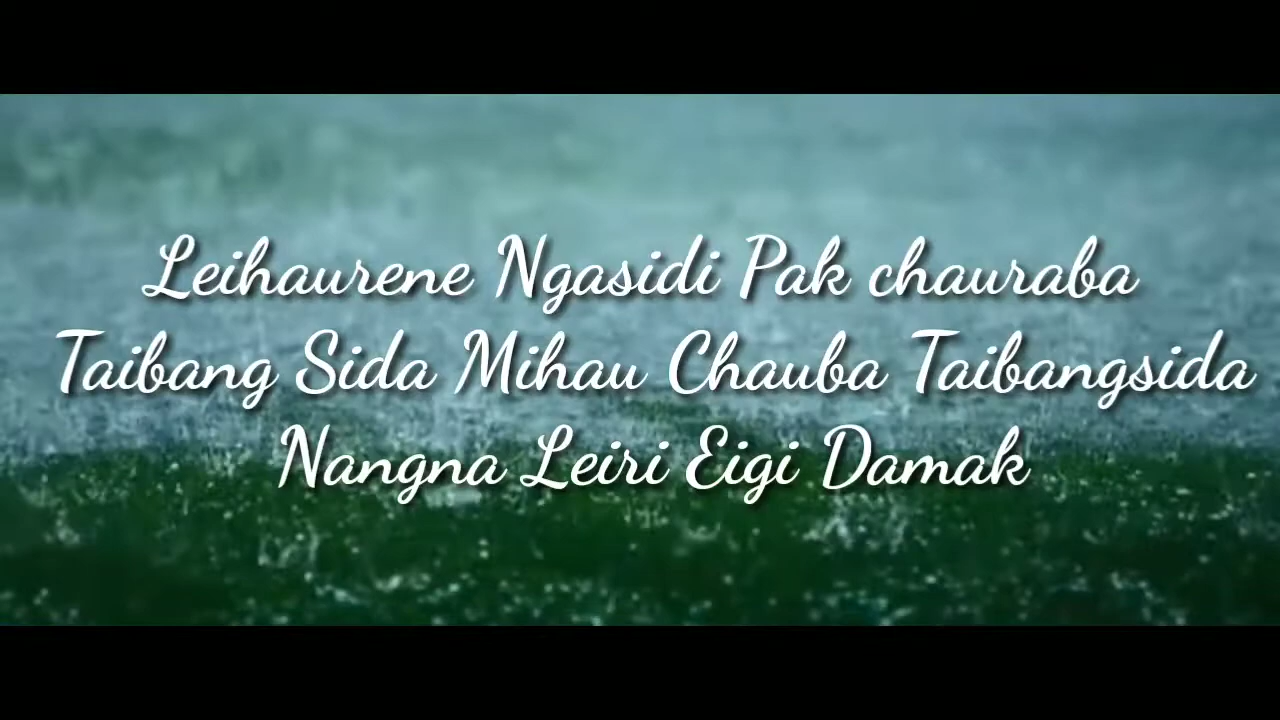 Leihaurene Ngasidi Pak chauraba
Taibang Sida Mihau Chauba Taibangsida
Nangna Leiri Eigi Damak